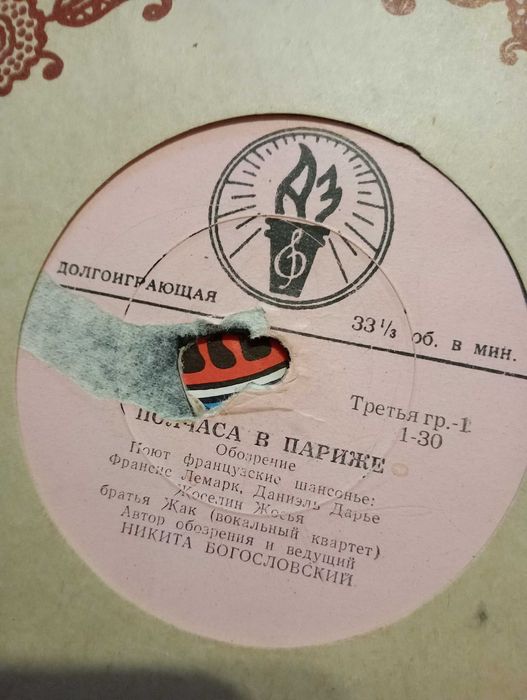 АЗ
ДОЛГОИГРАЮЩАЯ
33 1/3 об. в мин.
Третья гр.-1
1-30
ПОЛЧАСА В ПАРИЖЕ
Обозрение
Поют французские шансонье:
Франсис Лемарк, Даниэль Дарье
Жоселин Жосья
братья Жак (вокальный квартет)
Автор обозрения и ведущий
НИКИТА БОГОСЛОВСКИЙ